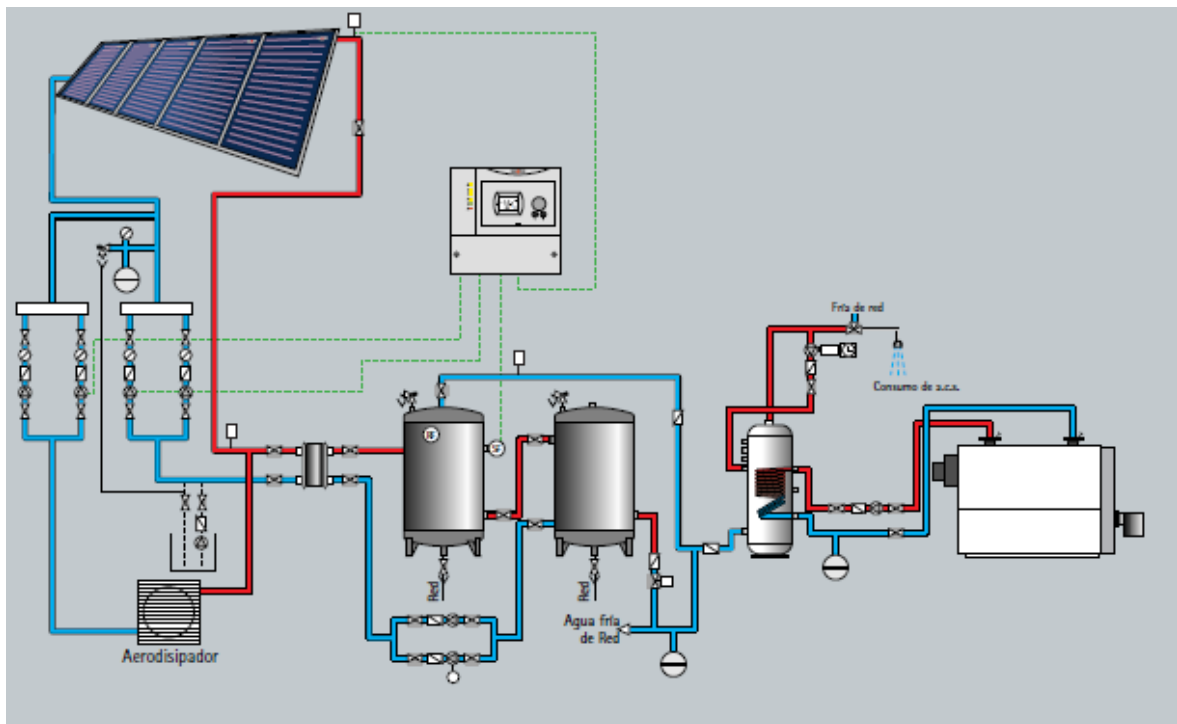 Fría de red
Consumo de a.c.s.
Red
Red
Agua fría
de Red
Aerodisipador